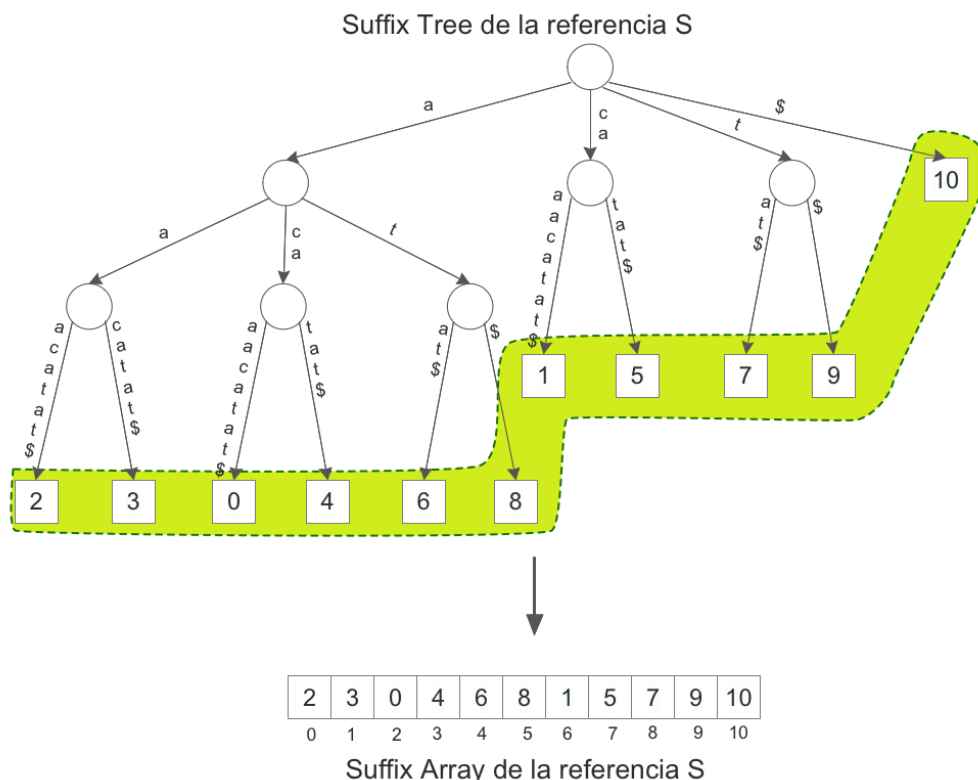 Suffix Tree de la referencia S
a
ca
t
$
10
a
ca
t
aacatat$
tat$
at$
$
acatat$
catat$
aacatat$
tat$
at$
$
1 5 7 9
2 3 0 4 6 8
2 3 0 4 6 8 1 5 7 9 10
0 1 2 3 4 5 6 7 8 9 10
Suffix Array de la referencia S